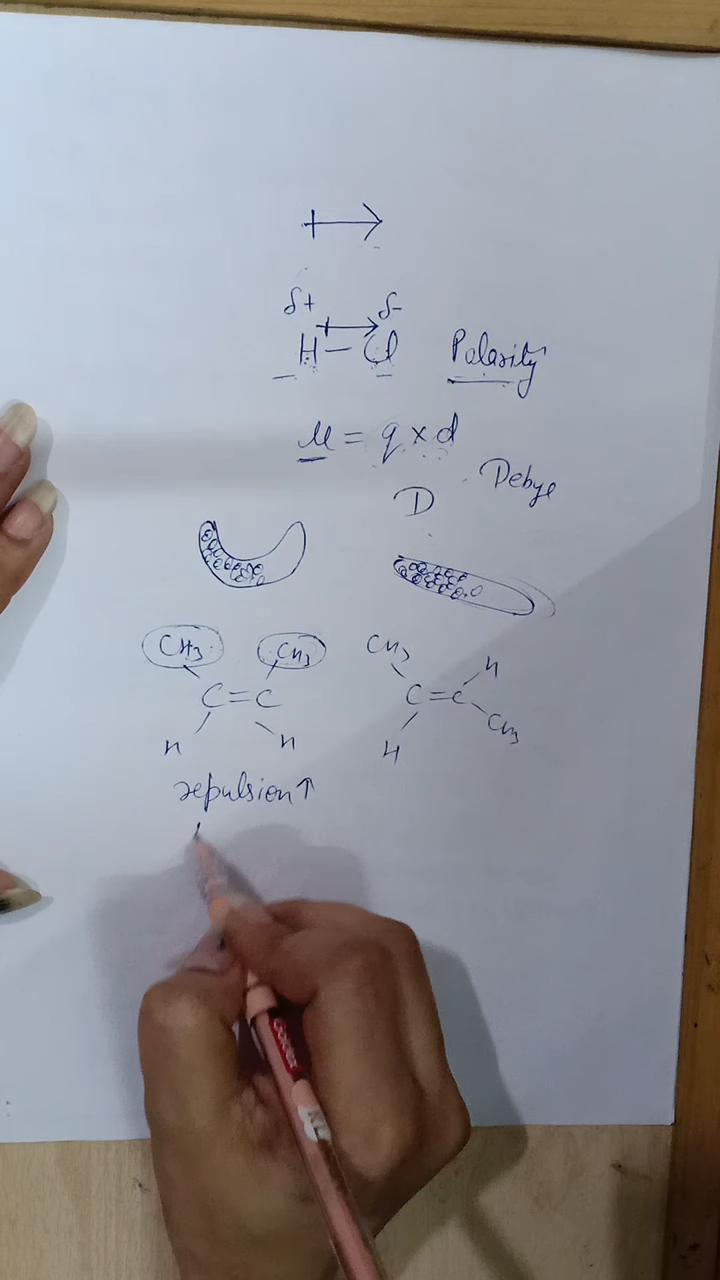 δ+ δ-
H – Cl Polarity
μ = q × d
D Debye
CH3 CH3 CH3 H
C=C C=C
H H H CH3
repulsion↑